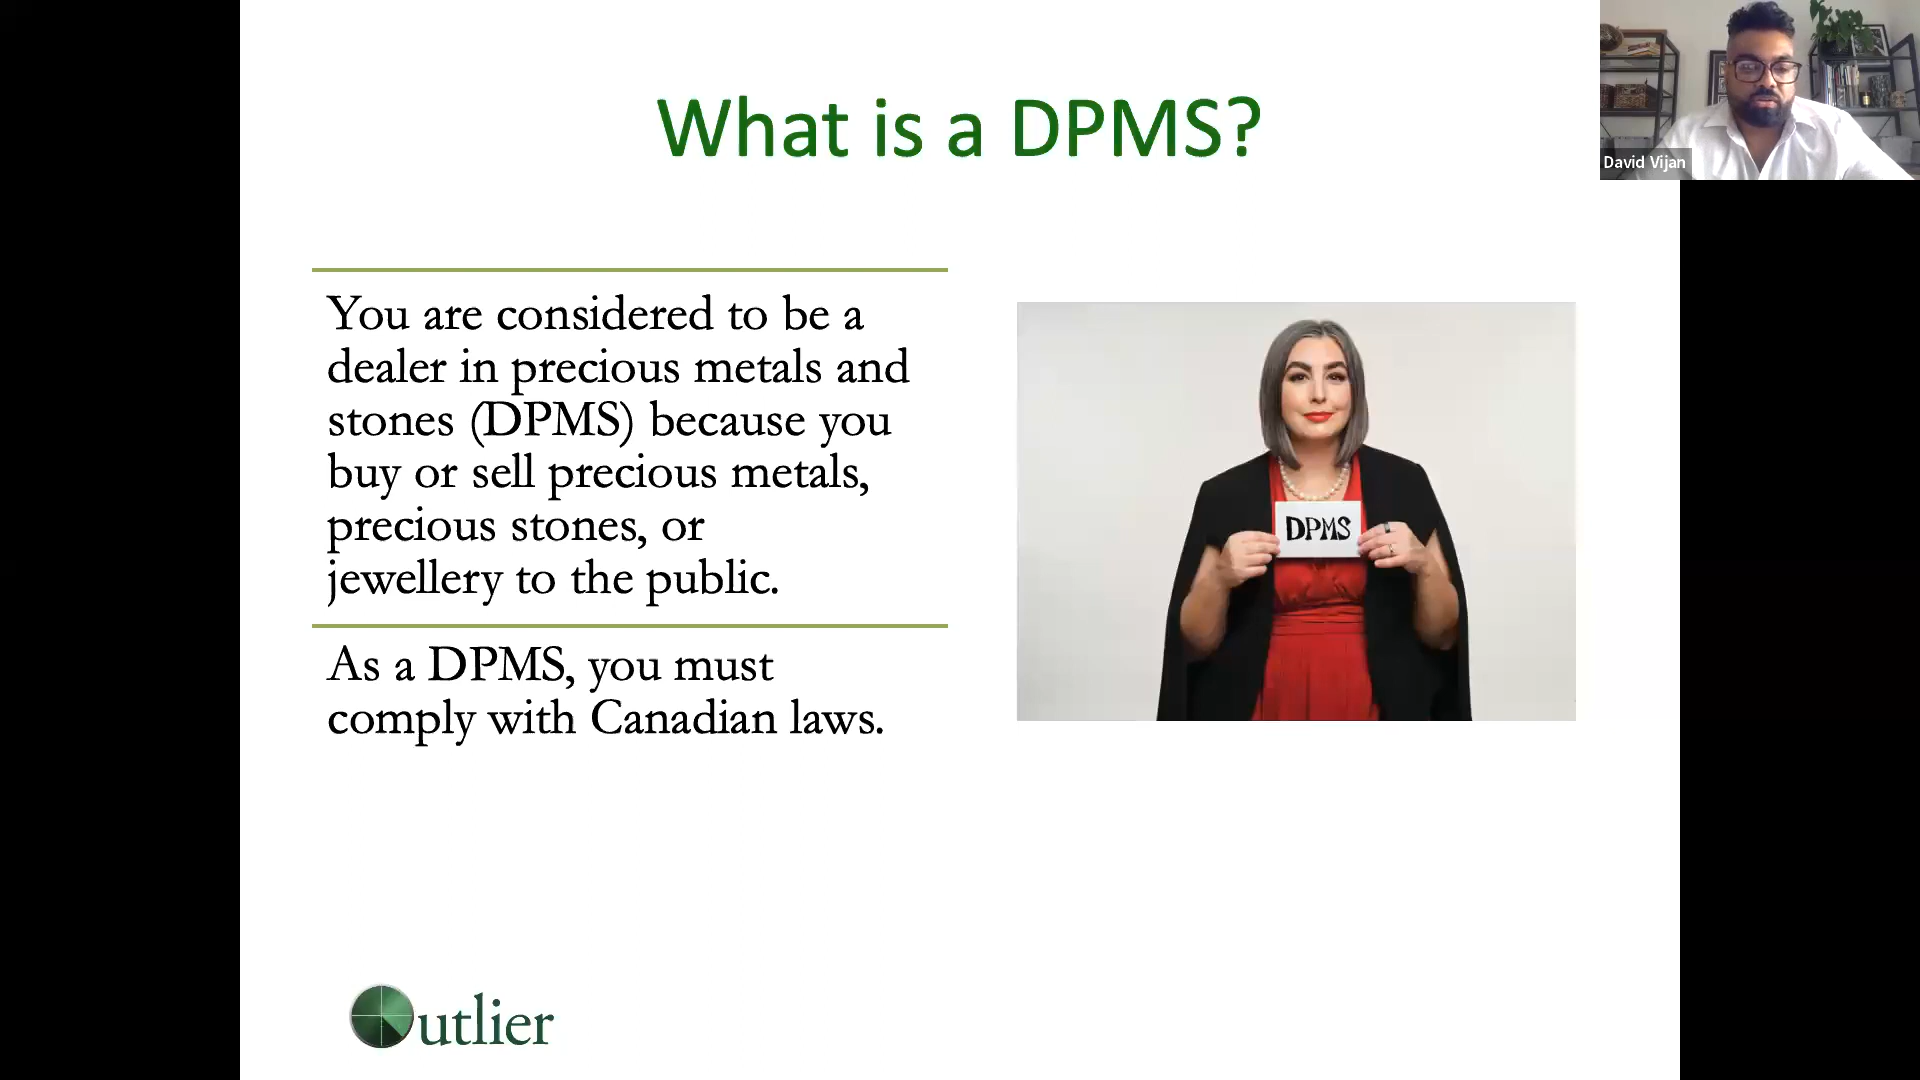 What is a DPMS?
David Vijan
You are considered to be a
dealer in precious metals and
stones (DPMS) because you
buy or sell precious metals,
precious stones, or
jewellery to the public.
DPMS
As a DPMS, you must
comply with Canadian laws.
Outlier